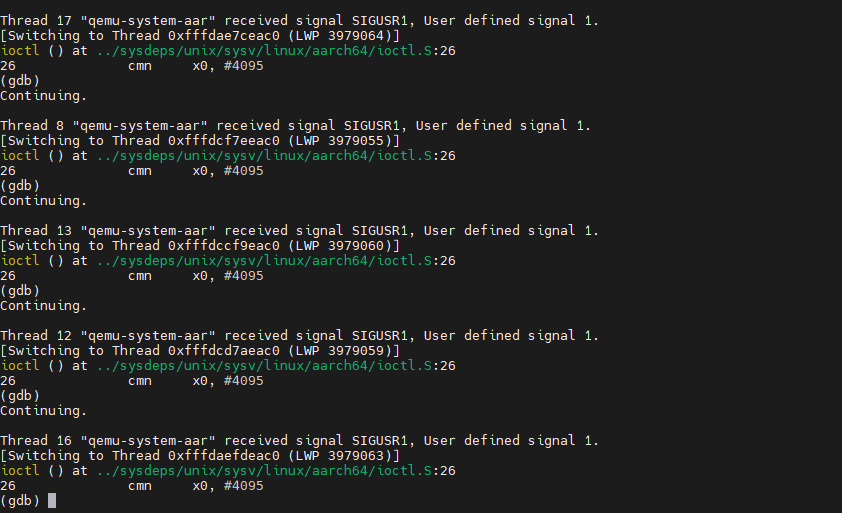 Thread 17 "qemu-system-aar" received signal SIGUSR1, User defined signal 1.
[Switching to Thread 0xfffdae7ceac0 (LWP 3979064)]
ioctl () at ../sysdeps/unix/sysv/linux/aarch64/ioctl.S:26
26              cmn     x0, #4095
(gdb)
Continuing.

Thread 8 "qemu-system-aar" received signal SIGUSR1, User defined signal 1.
[Switching to Thread 0xfffdcf7eeac0 (LWP 3979055)]
ioctl () at ../sysdeps/unix/sysv/linux/aarch64/ioctl.S:26
26              cmn     x0, #4095
(gdb)
Continuing.

Thread 13 "qemu-system-aar" received signal SIGUSR1, User defined signal 1.
[Switching to Thread 0xfffdccf9eac0 (LWP 3979060)]
ioctl () at ../sysdeps/unix/sysv/linux/aarch64/ioctl.S:26
26              cmn     x0, #4095
(gdb)
Continuing.

Thread 12 "qemu-system-aar" received signal SIGUSR1, User defined signal 1.
[Switching to Thread 0xfffdcd7aeac0 (LWP 3979059)]
ioctl () at ../sysdeps/unix/sysv/linux/aarch64/ioctl.S:26
26              cmn     x0, #4095
(gdb)
Continuing.

Thread 16 "qemu-system-aar" received signal SIGUSR1, User defined signal 1.
[Switching to Thread 0xfffdaefdeac0 (LWP 3979063)]
ioctl () at ../sysdeps/unix/sysv/linux/aarch64/ioctl.S:26
26              cmn     x0, #4095
(gdb)